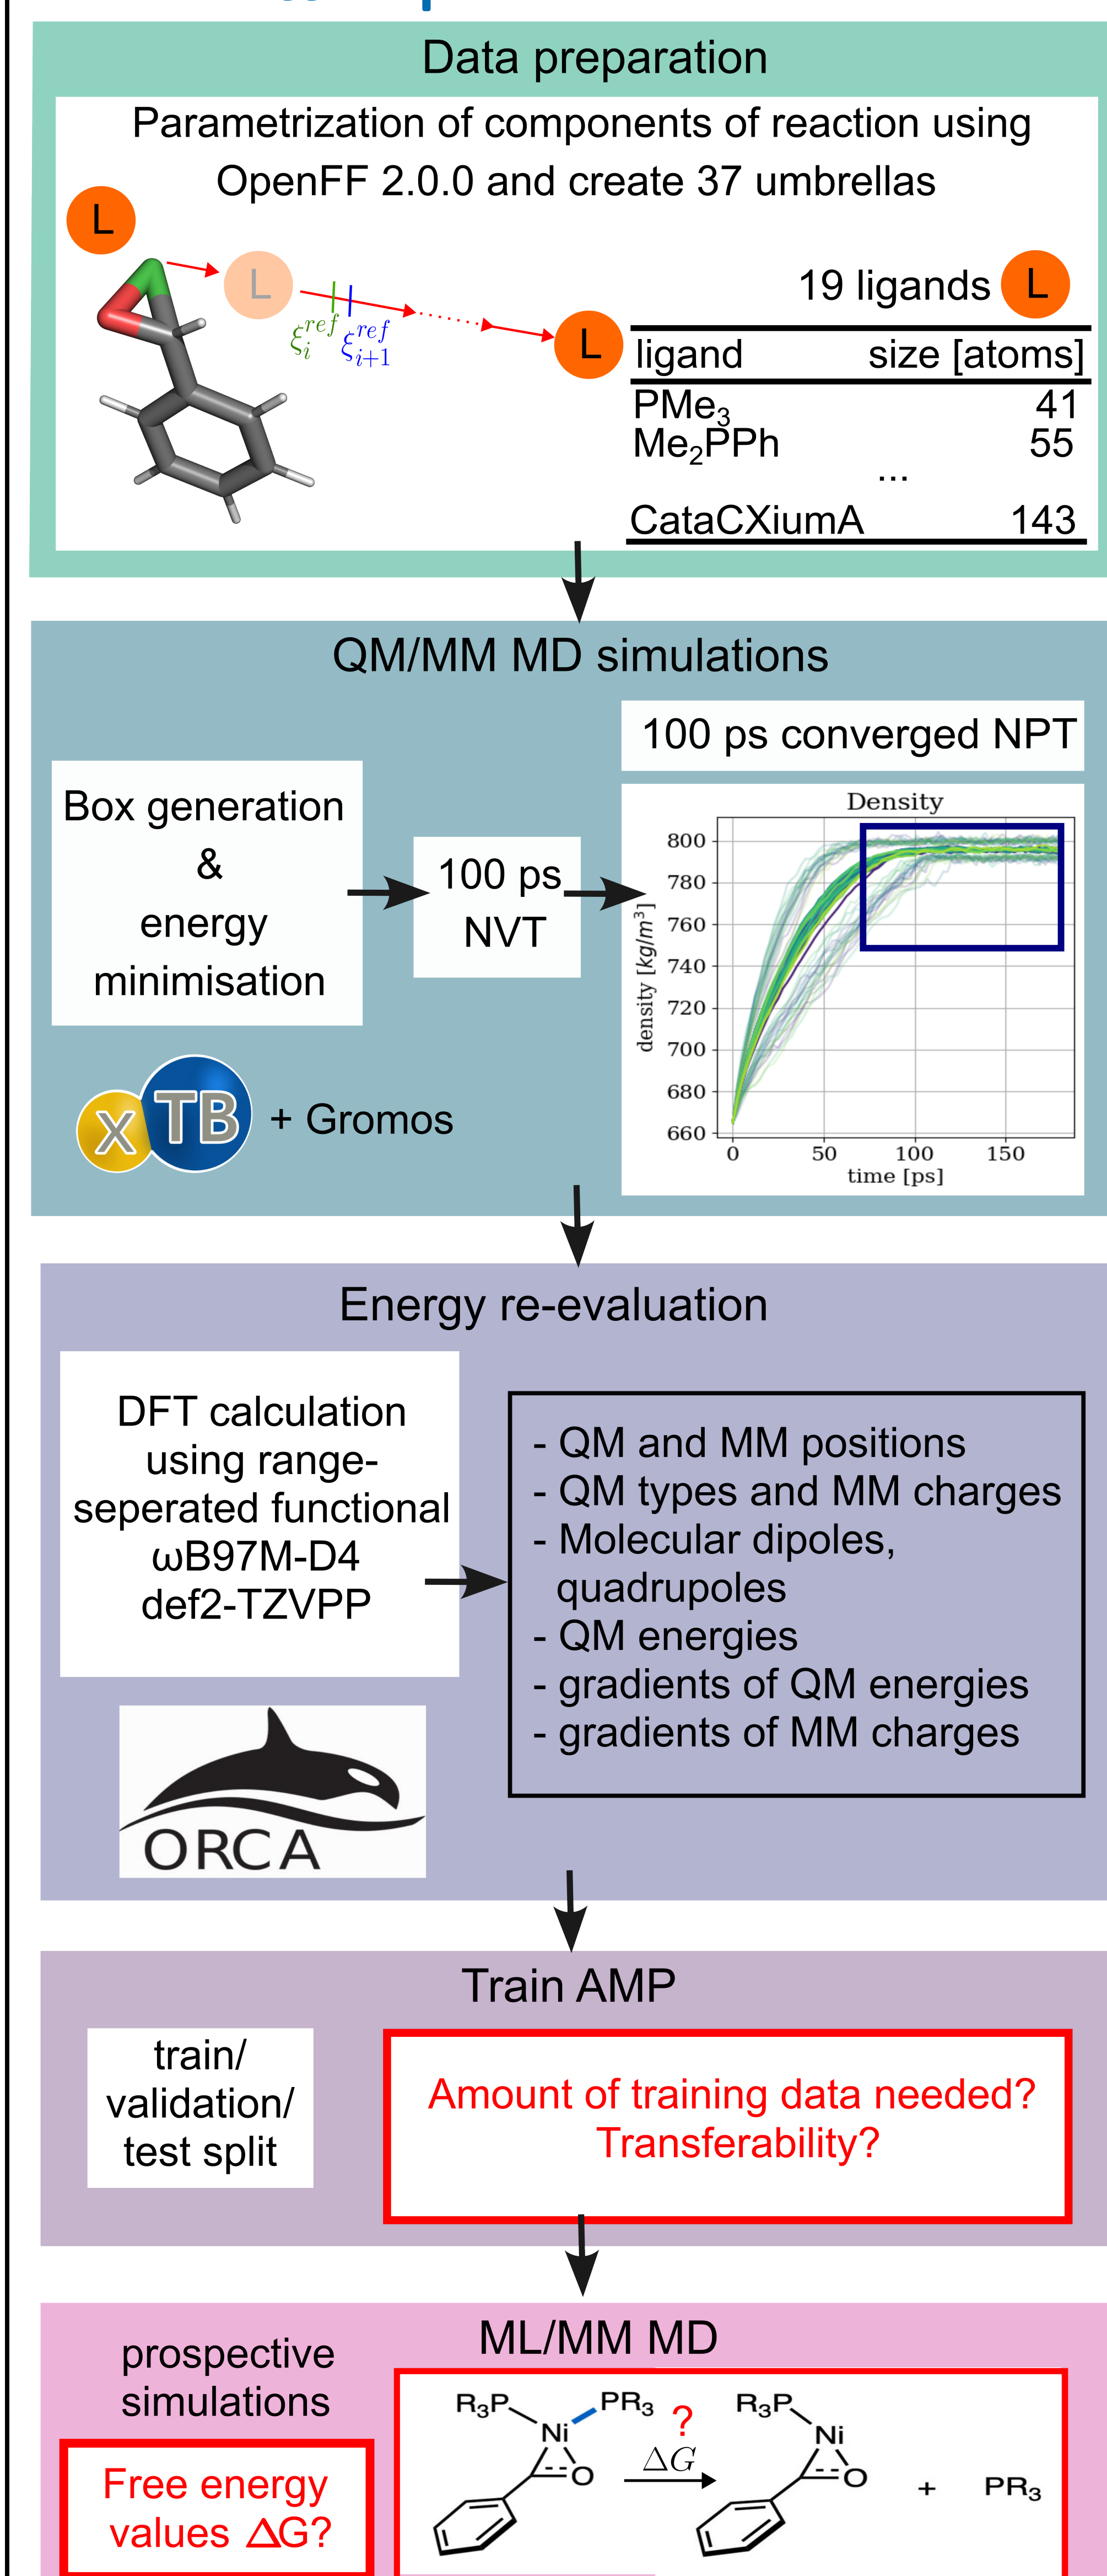 Data preparation
Parametrization of components of reaction using
OpenFF 2.0.0 and create 37 umbrellas
L
L
ξ_i^{ref} ξ_{i+1}^{ref}
L
19 ligands L
ligand size [atoms]
PMe₃ 41
Me₂PPh 55
...
CataCXiumA 143
QM/MM MD simulations
Box generation
&
energy
minimisation
100 ps
NVT
100 ps converged NPT
Density
density [kg/m³]
800
780
760
740
720
700
680
660
0 50 100 150
time [ps]
xTB + Gromos
Energy re-evaluation
DFT calculation
using range-
seperated functional
ωB97M-D4
def2-TZVPP
- QM and MM positions
- QM types and MM charges
- Molecular dipoles,
quadrupoles
- QM energies
- gradients of QM energies
- gradients of MM charges
ORCA
Train AMP
train/
validation/
test split
Amount of training data needed?
Transferability?
ML/MM MD
prospective
simulations
Free energy
values ΔG?
R₃P PR₃
Ni
O
?
ΔG
R₃P
Ni
O
+ PR₃